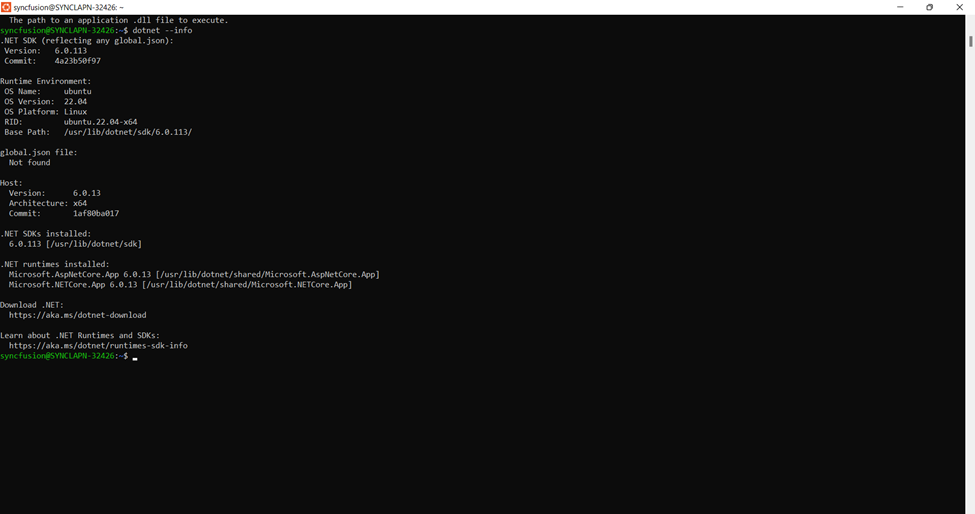 syncfusion@SYNCLAPN-32426: ~
The path to an application .dll file to execute.
syncfusion@SYNCLAPN-32426:~$ dotnet --info
.NET SDK (reflecting any global.json):
Version: 6.0.113
Commit: 4a23b50f97
Runtime Environment:
OS Name: ubuntu
OS Version: 22.04
OS Platform: Linux
RID: ubuntu.22.04-x64
Base Path: /usr/lib/dotnet/sdk/6.0.113/
global.json file:
Not found
Host:
Version: 6.0.13
Architecture: x64
Commit: 1af80ba017
.NET SDKs installed:
6.0.113 [/usr/lib/dotnet/sdk]
.NET runtimes installed:
Microsoft.AspNetCore.App 6.0.13 [/usr/lib/dotnet/shared/Microsoft.AspNetCore.App]
Microsoft.NETCore.App 6.0.13 [/usr/lib/dotnet/shared/Microsoft.NETCore.App]
Download .NET:
https://aka.ms/dotnet-download
Learn about .NET Runtimes and SDKs:
https://aka.ms/dotnet/runtimes-sdk-info
syncfusion@SYNCLAPN-32426:~$